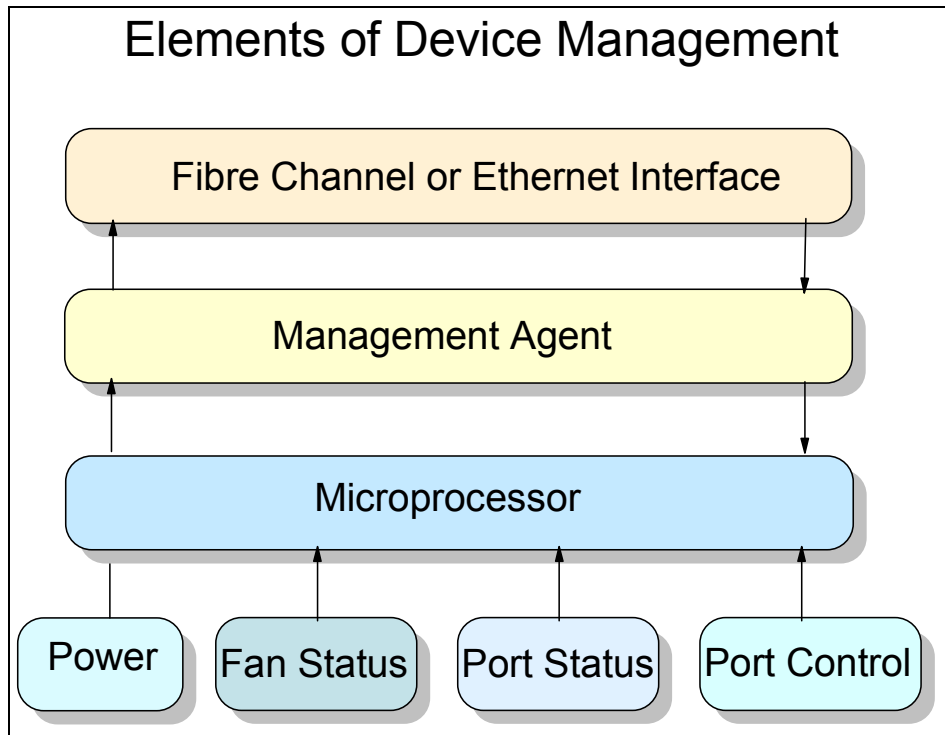 Elements of Device Management
Fibre Channel or Ethernet Interface
Management Agent
Microprocessor
Power
Fan Status
Port Status
Port Control